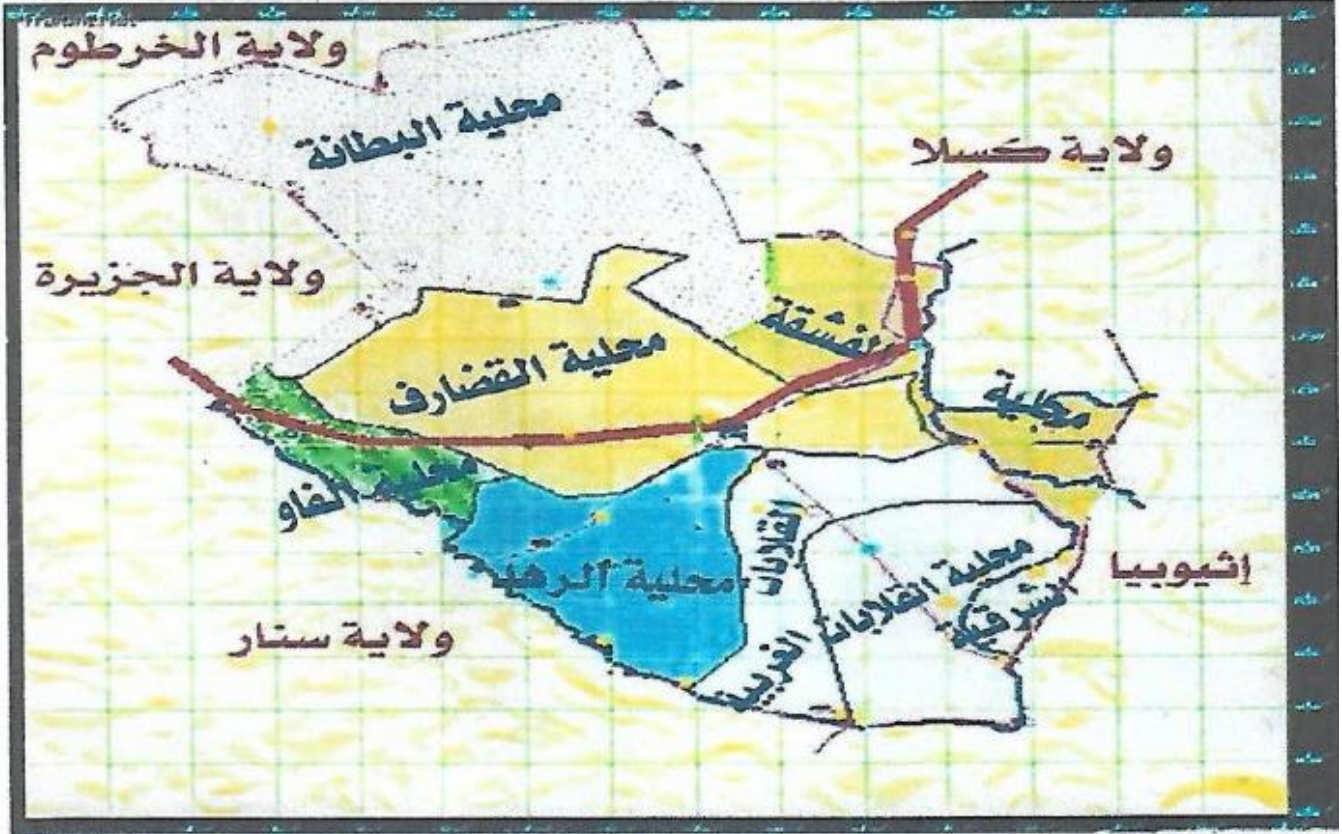 ولاية الخرطوم
محلية البطانة
ولاية كسلا
ولاية الجزيرة
الفشقة
محلية القضارف
محلية
محلية الفاو
القلابات
محلية الرهد
محلية القلابات
الشرقية
إثيوبيا
الغربية
ولاية سنار